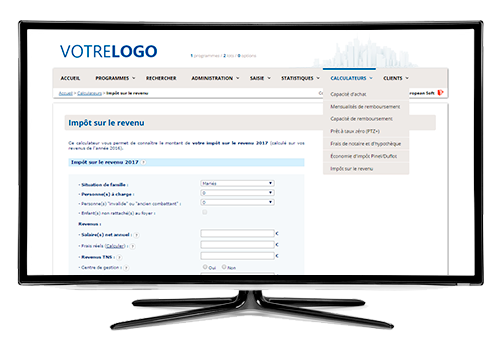 VOTRELOGO
1 programmes / 2 lots / 0 options
ACCUEIL PROGRAMMES RECHERCHER ADMINISTRATION SAISIE STATISTIQUES CALCULATEURS CLIENTS
Accueil > Calculateurs > Impôt sur le revenu
ropean Soft
Capacité d'achat
Mensualités de remboursement
Capacité de remboursement
Prêt à taux zéro (PTZ+)
Frais de notaire et d'hypothèque
Economie d'impôt Pinel/Duflot
Impôt sur le revenu
Impôt sur le revenu
Ce calculateur vous permet de connaître le montant de votre impôt sur le revenu 2017 (calculé sur vos
revenus de l'année 2016).
Impôt sur le revenu 2017 ?
- Situation de famille : Mariés
- Personne(s) à charge : 0
- Personne(s) "invalide" ou "ancien combattant" : 0
- Enfant(s) non rattaché(s) au foyer :
Revenus :
- Salaire(s) net annuel : ? €
- Frais réels (Calculer) : ?
- Revenus TNS : ? €
- Centre de gestion : ? Oui Non